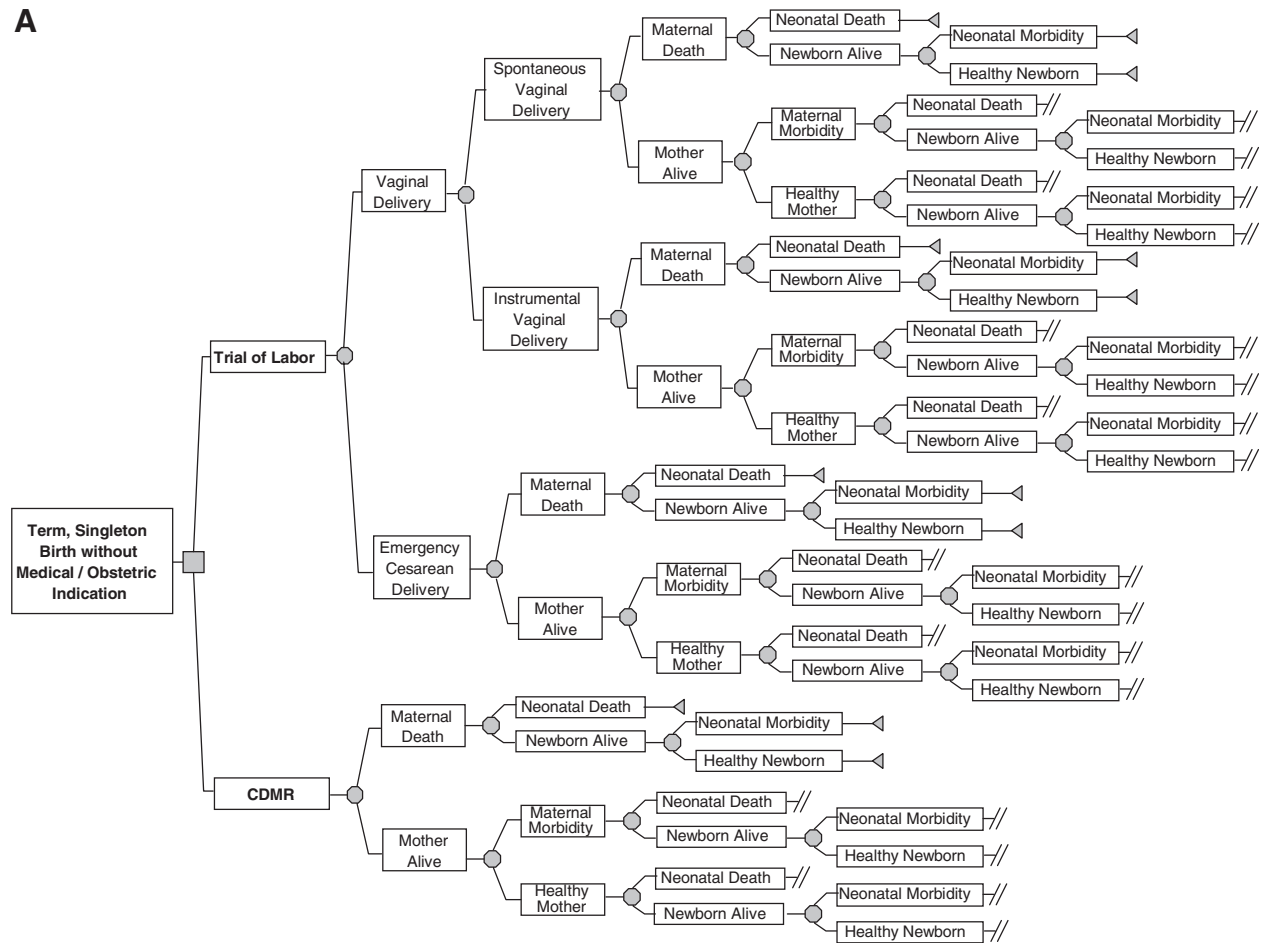 A
Neonatal Death
Maternal
Death
Neonatal Morbidity
Newborn Alive
Healthy Newborn
Spontaneous
Vaginal
Delivery
Neonatal Death
Maternal
Morbidity
Neonatal Morbidity
Newborn Alive
Healthy Newborn
Mother
Alive
Neonatal Death
Healthy
Mother
Neonatal Morbidity
Newborn Alive
Healthy Newborn
Vaginal
Delivery
Neonatal Death
Maternal
Death
Neonatal Morbidity
Newborn Alive
Healthy Newborn
Instrumental
Vaginal
Delivery
Neonatal Death
Maternal
Morbidity
Neonatal Morbidity
Newborn Alive
Healthy Newborn
Mother
Alive
Neonatal Death
Healthy
Mother
Neonatal Morbidity
Newborn Alive
Healthy Newborn
Trial of Labor
Neonatal Death
Maternal
Death
Neonatal Morbidity
Newborn Alive
Healthy Newborn
Term, Singleton
Birth without
Medical / Obstetric
Indication
Emergency
Cesarean
Delivery
Neonatal Death
Maternal
Morbidity
Neonatal Morbidity
Newborn Alive
Healthy Newborn
Mother
Alive
Neonatal Death
Healthy
Mother
Neonatal Morbidity
Newborn Alive
Healthy Newborn
Neonatal Death
Maternal
Death
Neonatal Morbidity
Newborn Alive
Healthy Newborn
CDMR
Neonatal Death
Maternal
Morbidity
Neonatal Morbidity
Newborn Alive
Healthy Newborn
Mother
Alive
Neonatal Death
Healthy
Mother
Neonatal Morbidity
Newborn Alive
Healthy Newborn